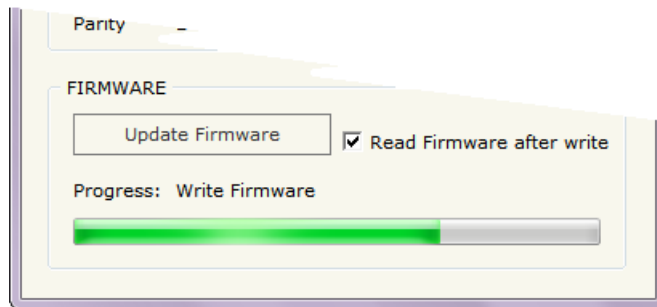 Parity
FIRMWARE
Update Firmware
Read Firmware after write
Progress: Write Firmware